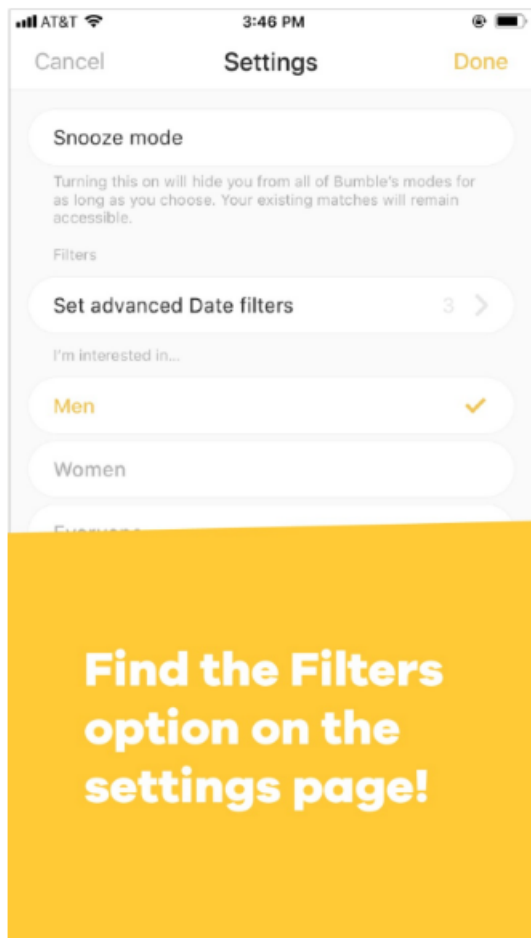 AT&T 3:46 PM
Cancel Settings Done
Snooze mode
Turning this on will hide you from all of Bumble's modes for
as long as you choose. Your existing matches will remain
accessible.
Filters
Set advanced Date filters 3
I'm interested in...
Men
Women
Everyone
Find the Filters
option on the
settings page!